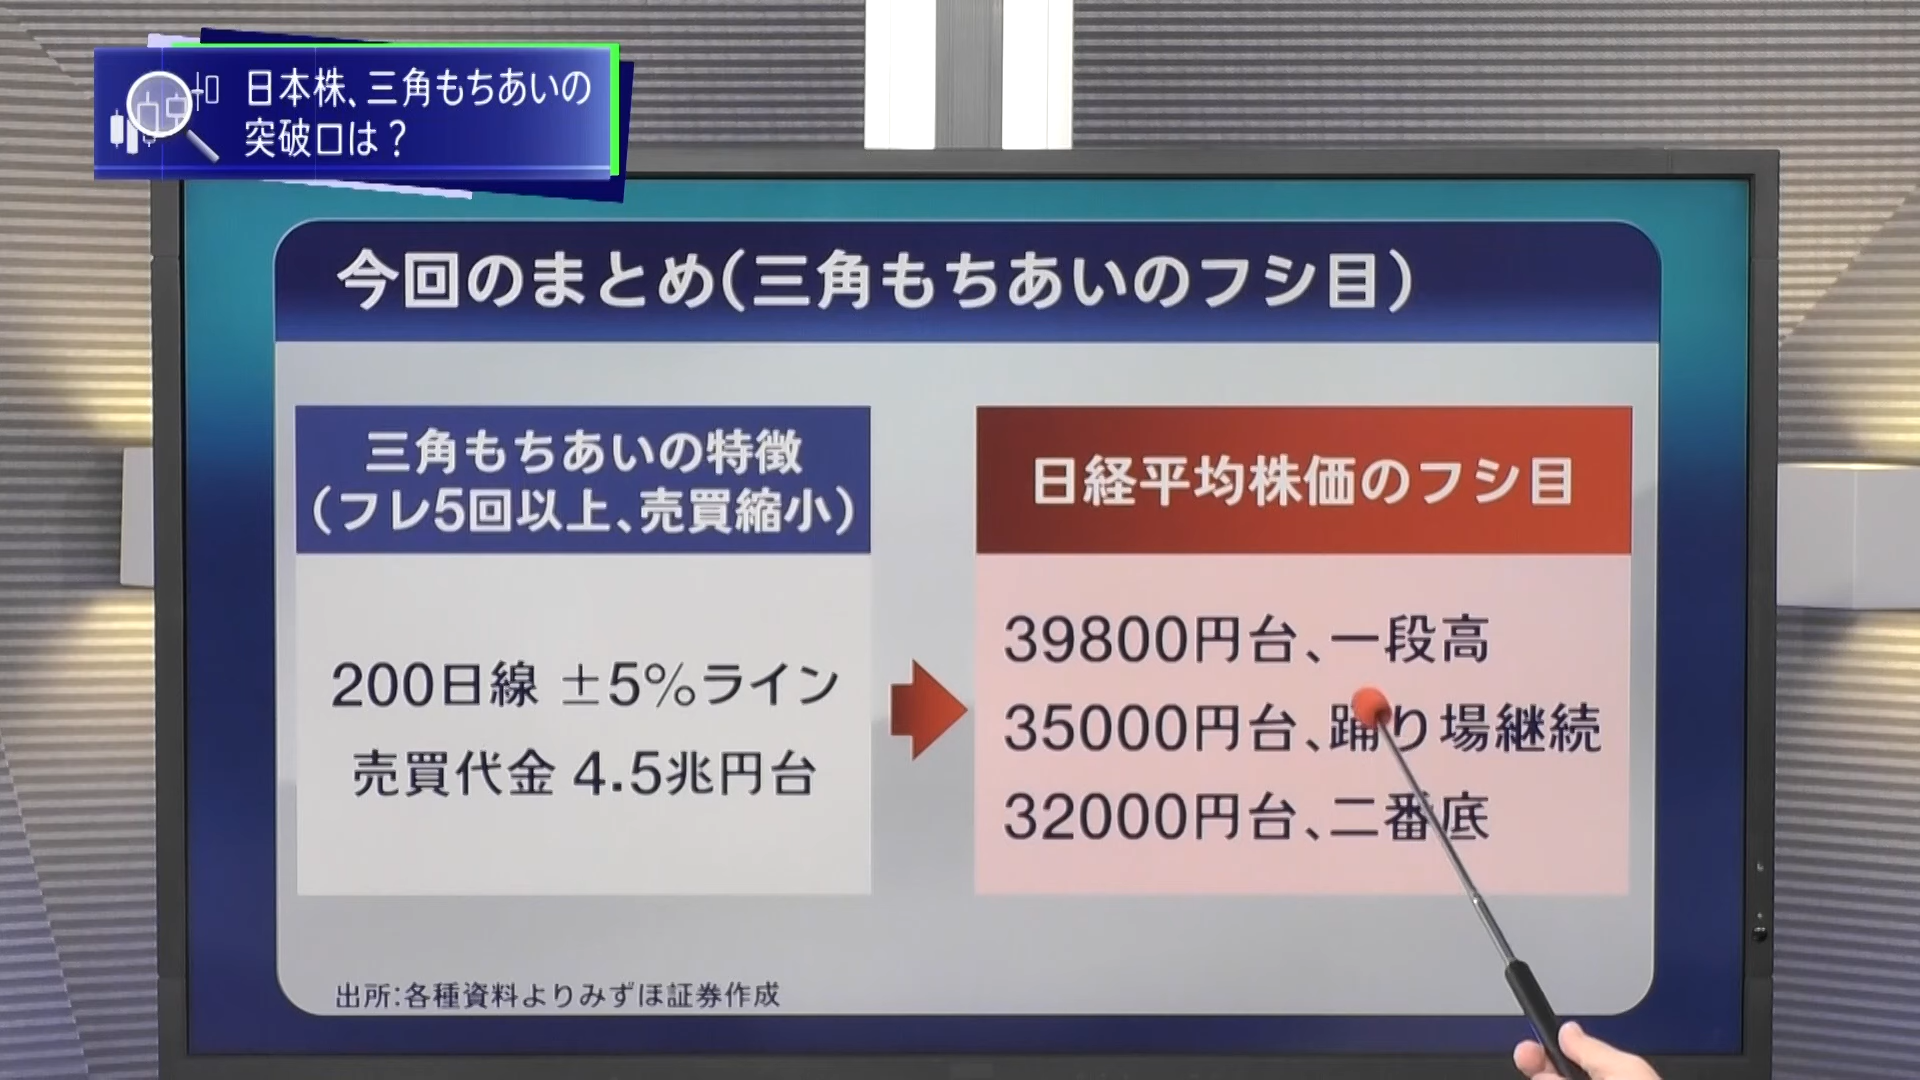 日本株、三角もちあいの
突破口は？
今回のまとめ(三角もちあいのフシ目)
三角もちあいの特徴
(フレ5回以上、売買縮小)
200日線 ±5%ライン
売買代金 4.5兆円台
日経平均株価のフシ目
39800円台、一段高
35000円台、踊り場継続
32000円台、二番底
出所:各種資料よりみずほ証券作成